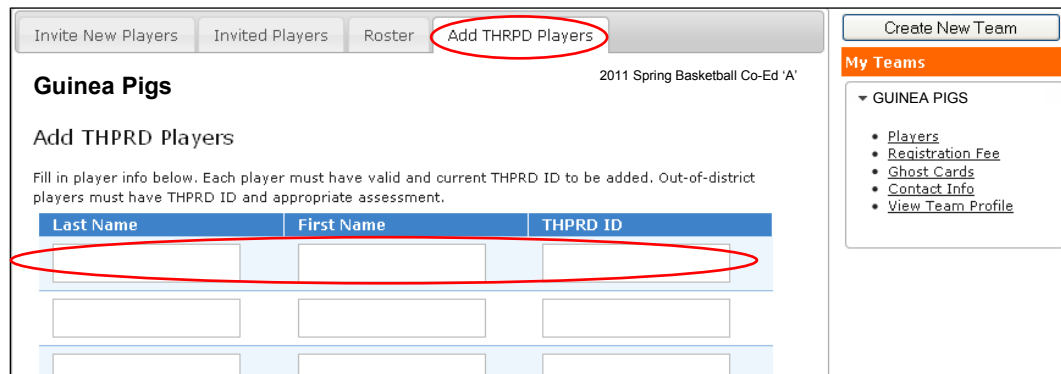 Invite New Players
Invited Players
Roster
Add THRPD Players
Guinea Pigs
2011 Spring Basketball Co-Ed ‘A’
Add THPRD Players
Fill in player info below. Each player must have valid and current THPRD ID to be added. Out-of-district
players must have THPRD ID and appropriate assessment.
Last Name
First Name
THPRD ID
Create New Team
My Teams
GUINEA PIGS
Players
Registration Fee
Ghost Cards
Contact Info
View Team Profile